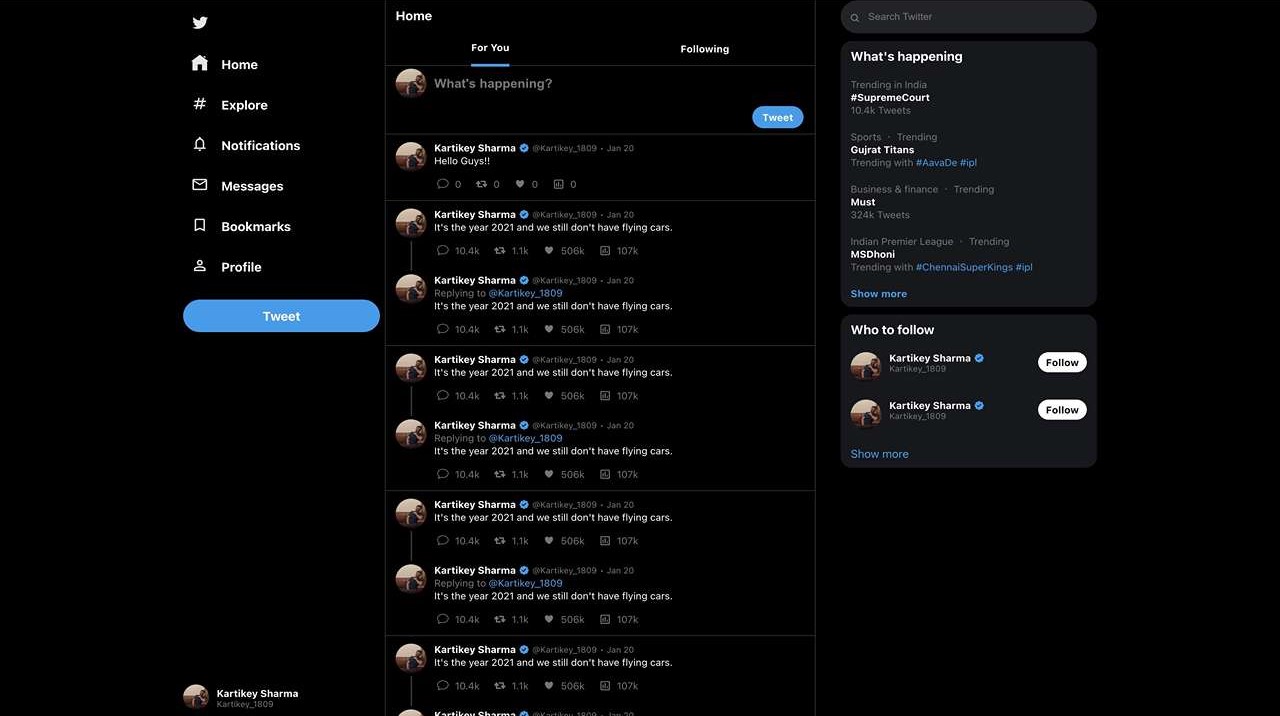 Home
Explore
Notifications
Messages
Bookmarks
Profile
Tweet
Kartikey Sharma
Kartikey_1809
Home
For You Following
What's happening?
Tweet
Kartikey Sharma @Kartikey_1809 • Jan 20
Hello Guys!!
0 0 0 0
Kartikey Sharma @Kartikey_1809 • Jan 20
It's the year 2021 and we still don't have flying cars.
10.4k 1.1k 506k 107k
Kartikey Sharma @Kartikey_1809 • Jan 20
Replying to @Kartikey_1809
It's the year 2021 and we still don't have flying cars.
10.4k 1.1k 506k 107k
Kartikey Sharma @Kartikey_1809 • Jan 20
It's the year 2021 and we still don't have flying cars.
10.4k 1.1k 506k 107k
Kartikey Sharma @Kartikey_1809 • Jan 20
Replying to @Kartikey_1809
It's the year 2021 and we still don't have flying cars.
10.4k 1.1k 506k 107k
Kartikey Sharma @Kartikey_1809 • Jan 20
It's the year 2021 and we still don't have flying cars.
10.4k 1.1k 506k 107k
Kartikey Sharma @Kartikey_1809 • Jan 20
Replying to @Kartikey_1809
It's the year 2021 and we still don't have flying cars.
10.4k 1.1k 506k 107k
Kartikey Sharma @Kartikey_1809 • Jan 20
It's the year 2021 and we still don't have flying cars.
10.4k 1.1k 506k 107k
Kartikey Sharma @Kartikey_1809 • Jan 20
Search Twitter
What's happening
Trending in India
#SupremeCourt
10.4k Tweets
Sports · Trending
Gujrat Titans
Trending with #AavaDe #ipl
Business & finance · Trending
Must
324k Tweets
Indian Premier League · Trending
MSDhoni
Trending with #ChennaiSuperKings #ipl
Show more
Who to follow
Kartikey Sharma
Kartikey_1809
Follow
Kartikey Sharma
Kartikey_1809
Follow
Show more